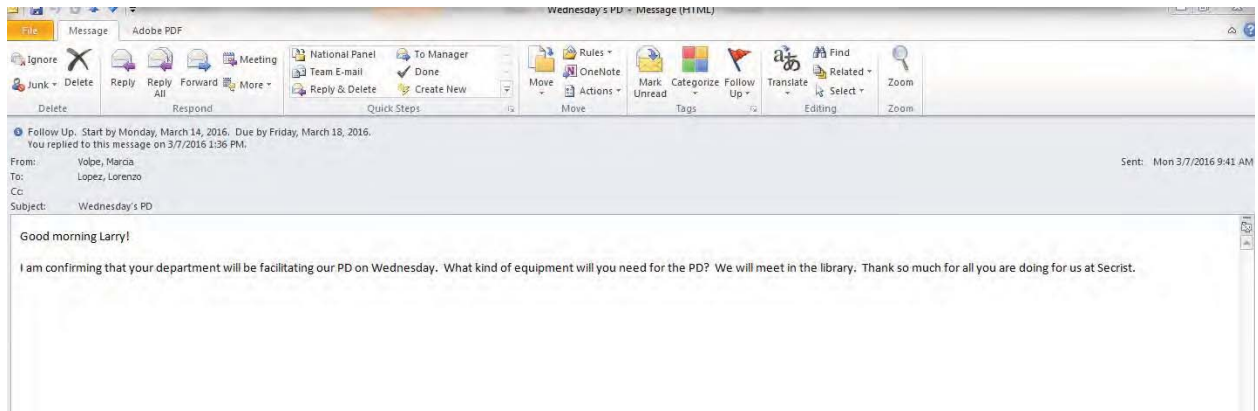 Wednesday's PD - Message (HTML)
File Message Adobe PDF
Ignore
Junk
Delete
Reply
Reply All
Forward
Meeting
More
National Panel
Team E-mail
Reply & Delete
To Manager
Done
Create New
Move
Rules
OneNote
Actions
Mark Unread
Categorize
Follow Up
Translate
Find
Related
Select
Zoom
Delete Respond Quick Steps Move Tags Editing Zoom
Follow Up. Start by Monday, March 14, 2016. Due by Friday, March 18, 2016.
You replied to this message on 3/7/2016 1:36 PM.
From: Volpe, Marcia Sent: Mon 3/7/2016 9:41 AM
To: Lopez, Lorenzo
Cc:
Subject: Wednesday's PD
Good morning Larry!
I am confirming that your department will be facilitating our PD on Wednesday. What kind of equipment will you need for the PD? We will meet in the library. Thank so much for all you are doing for us at Secrist.